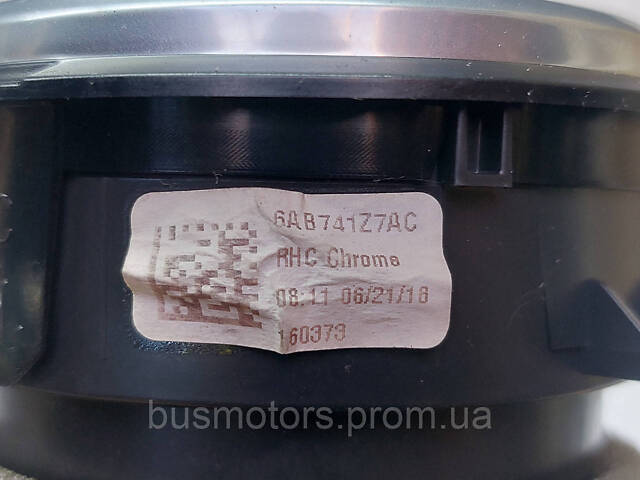 6AB741Z7AC
RHC Chrome
08:11 06/21/18
160373
busmotors.prom.ua